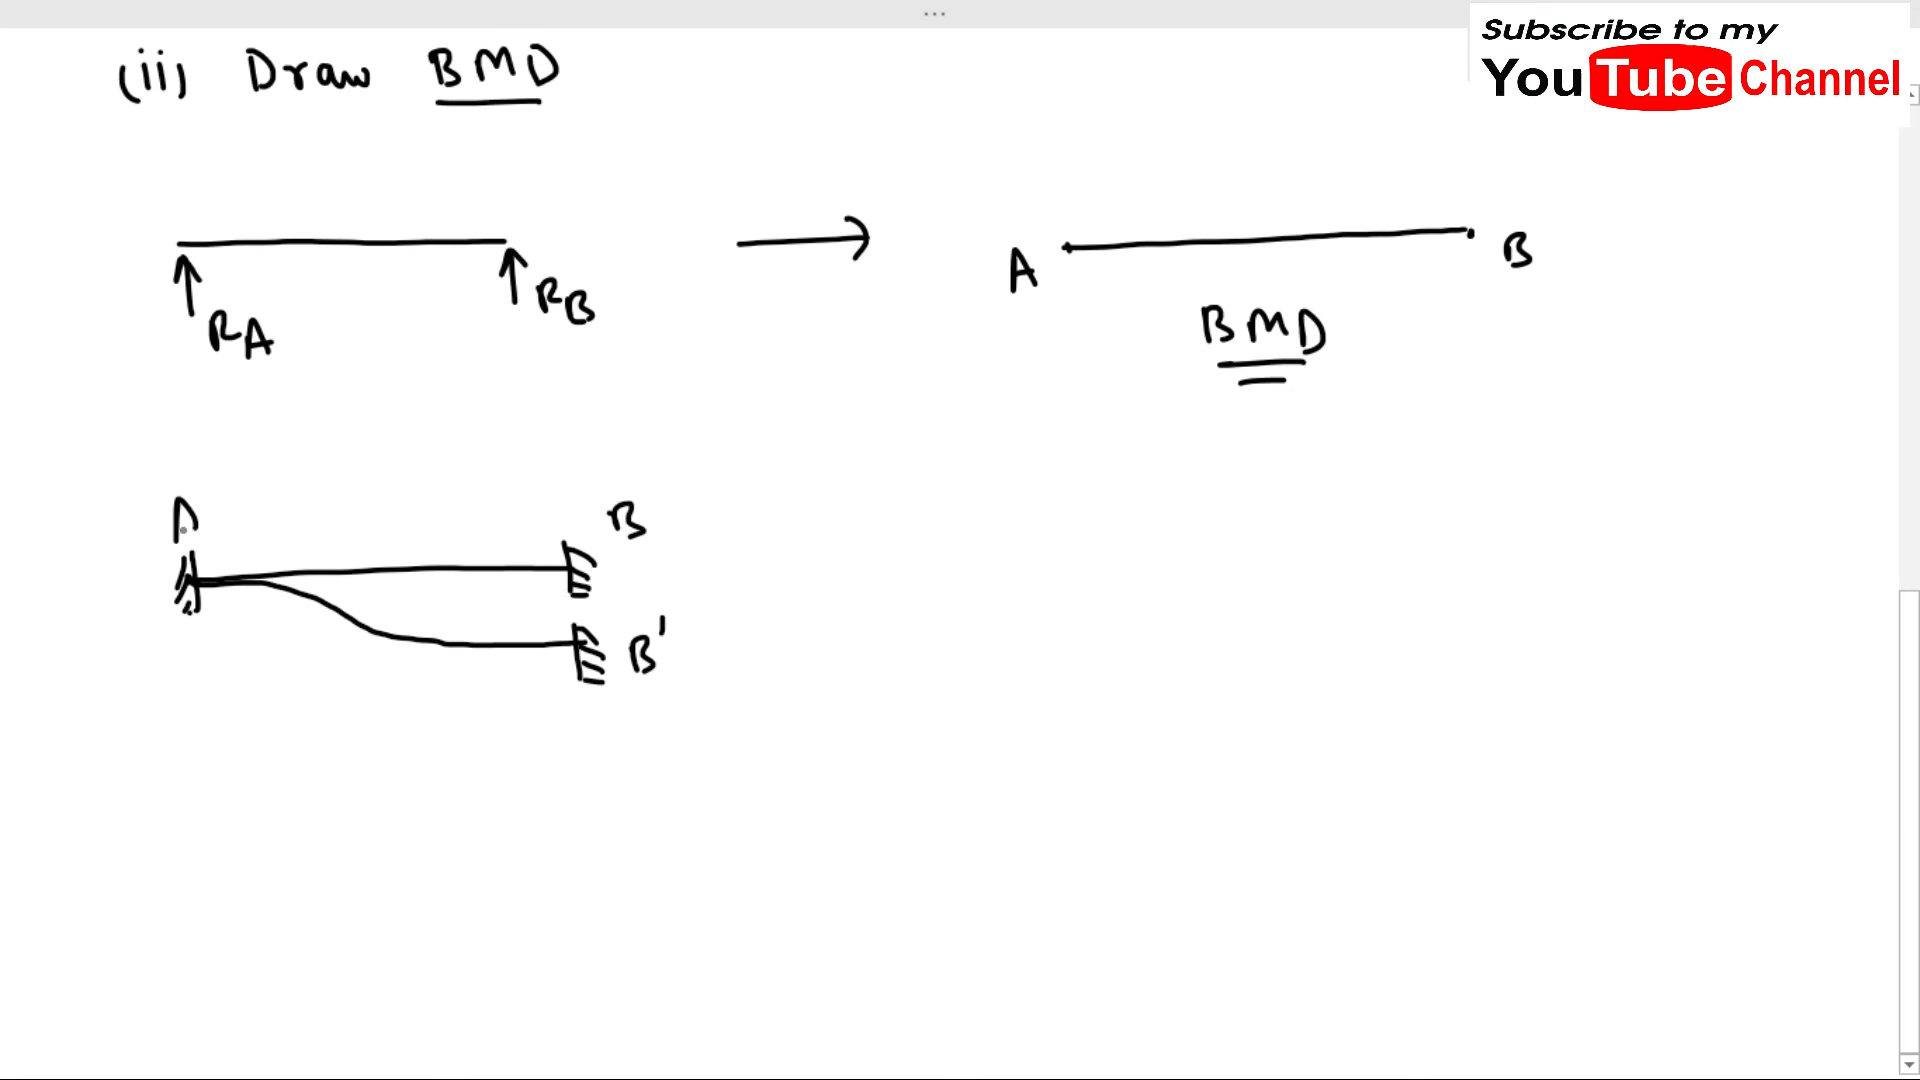 Subscribe to my
YouTube Channel
(ii) Draw BMD
A B
RA RB
BMD
A B
B'